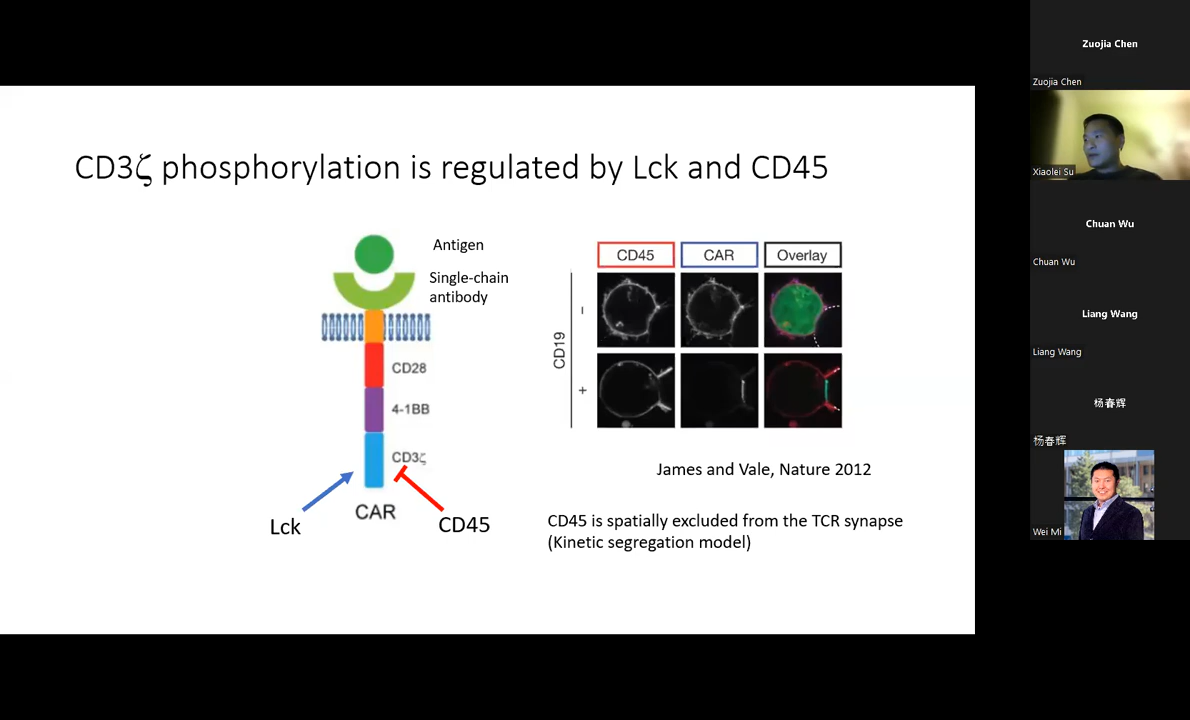 CD3ζ phosphorylation is regulated by Lck and CD45
Antigen
Single-chain
antibody
CD28
4-1BB
CD3ζ
Lck
CAR
CD45
CD45
CAR
Overlay
CD19
−
+
James and Vale, Nature 2012
CD45 is spatially excluded from the TCR synapse
(Kinetic segregation model)
Zuojia Chen
Zuojia Chen
Xiaolei Su
Chuan Wu
Chuan Wu
Liang Wang
Liang Wang
杨春辉
杨春辉
Wei Mi